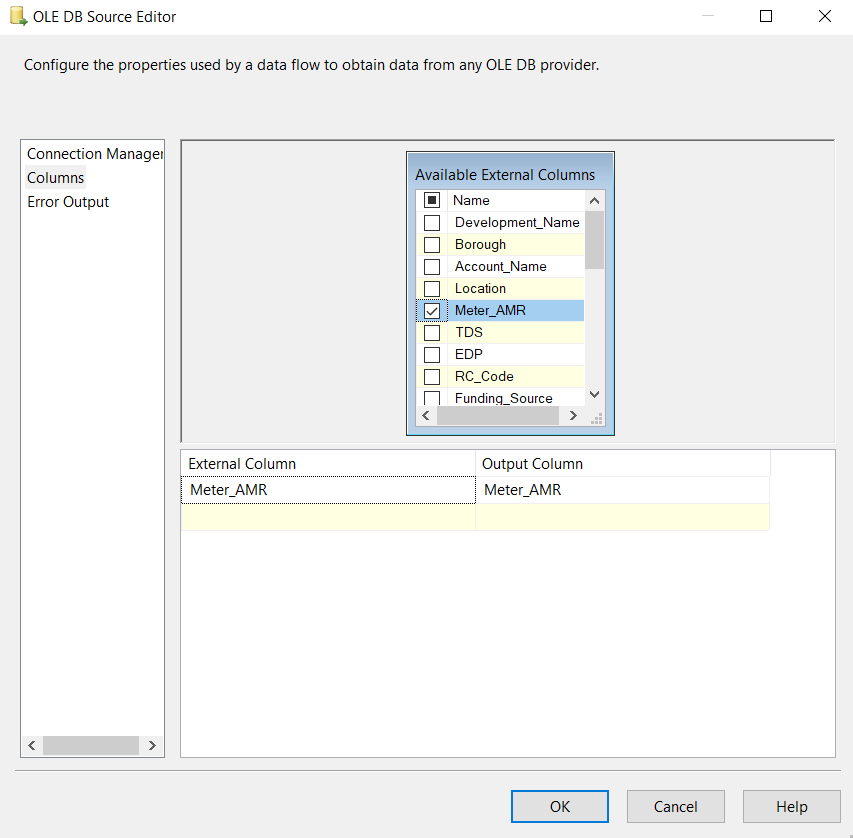 OLE DB Source Editor
Configure the properties used by a data flow to obtain data from any OLE DB provider.
Connection Manager
Columns
Error Output
Available External Columns
Name
Development_Name
Borough
Account_Name
Location
Meter_AMR
TDS
EDP
RC_Code
Funding_Source
External Column Output Column
Meter_AMR Meter_AMR
OK Cancel Help